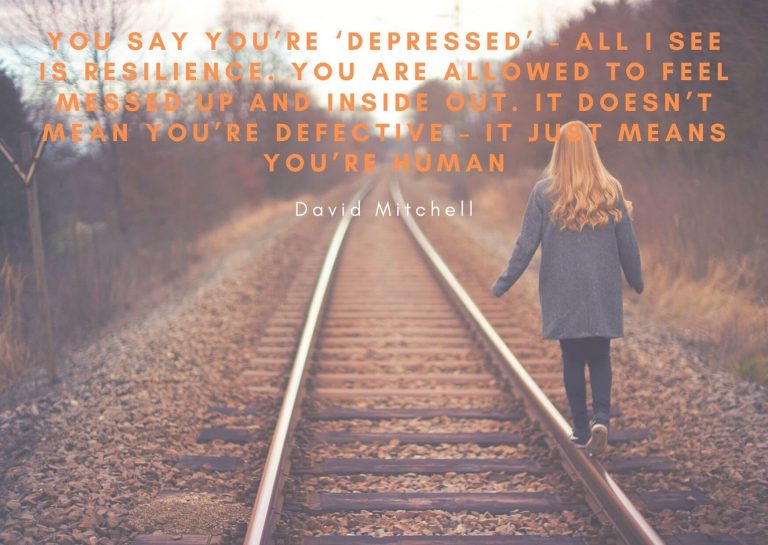 YOU SAY YOU’RE ‘DEPRESSED’ – ALL I SEE
IS RESILIENCE. YOU ARE ALLOWED TO FEEL
MESSED UP AND INSIDE OUT. IT DOESN’T
MEAN YOU’RE DEFECTIVE – IT JUST MEANS
YOU’RE HUMAN
David Mitchell